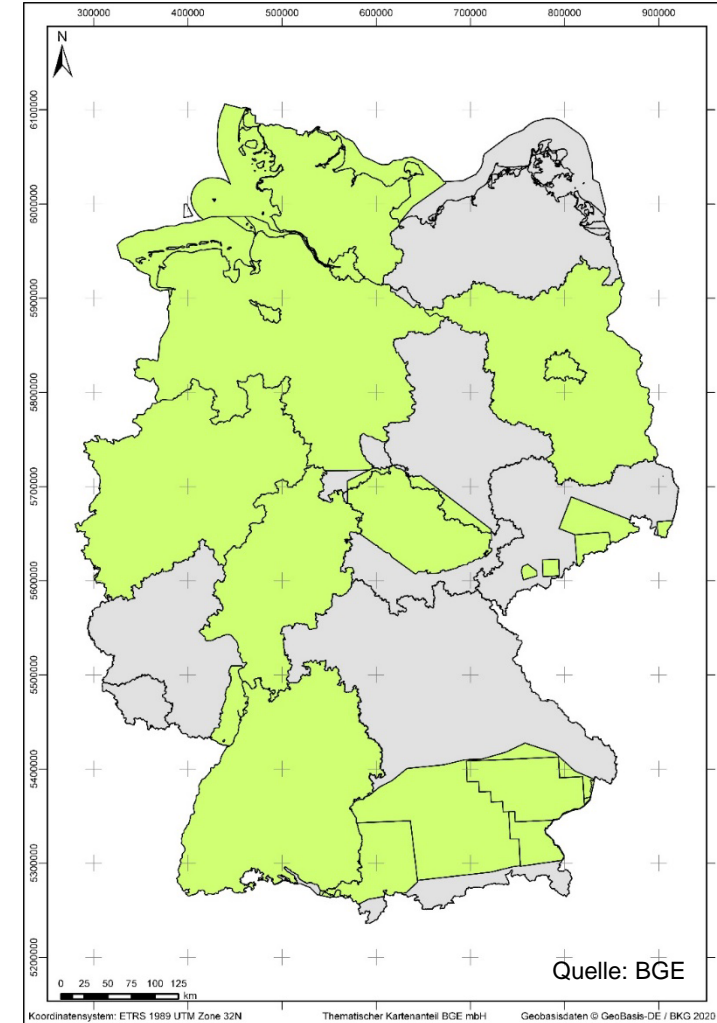 300000 400000 500000 600000 700000 800000 900000
N
6100000
6000000
5900000
5800000
5700000
5600000
5500000
5400000
5300000
5200000
Quelle: BGE
0 25 50 75 100 125
km
Koordinatensystem: ETRS 1989 UTM Zone 32N Thematischer Kartenanteil BGE mbH Geobasisdaten © GeoBasis-DE / BKG 2020